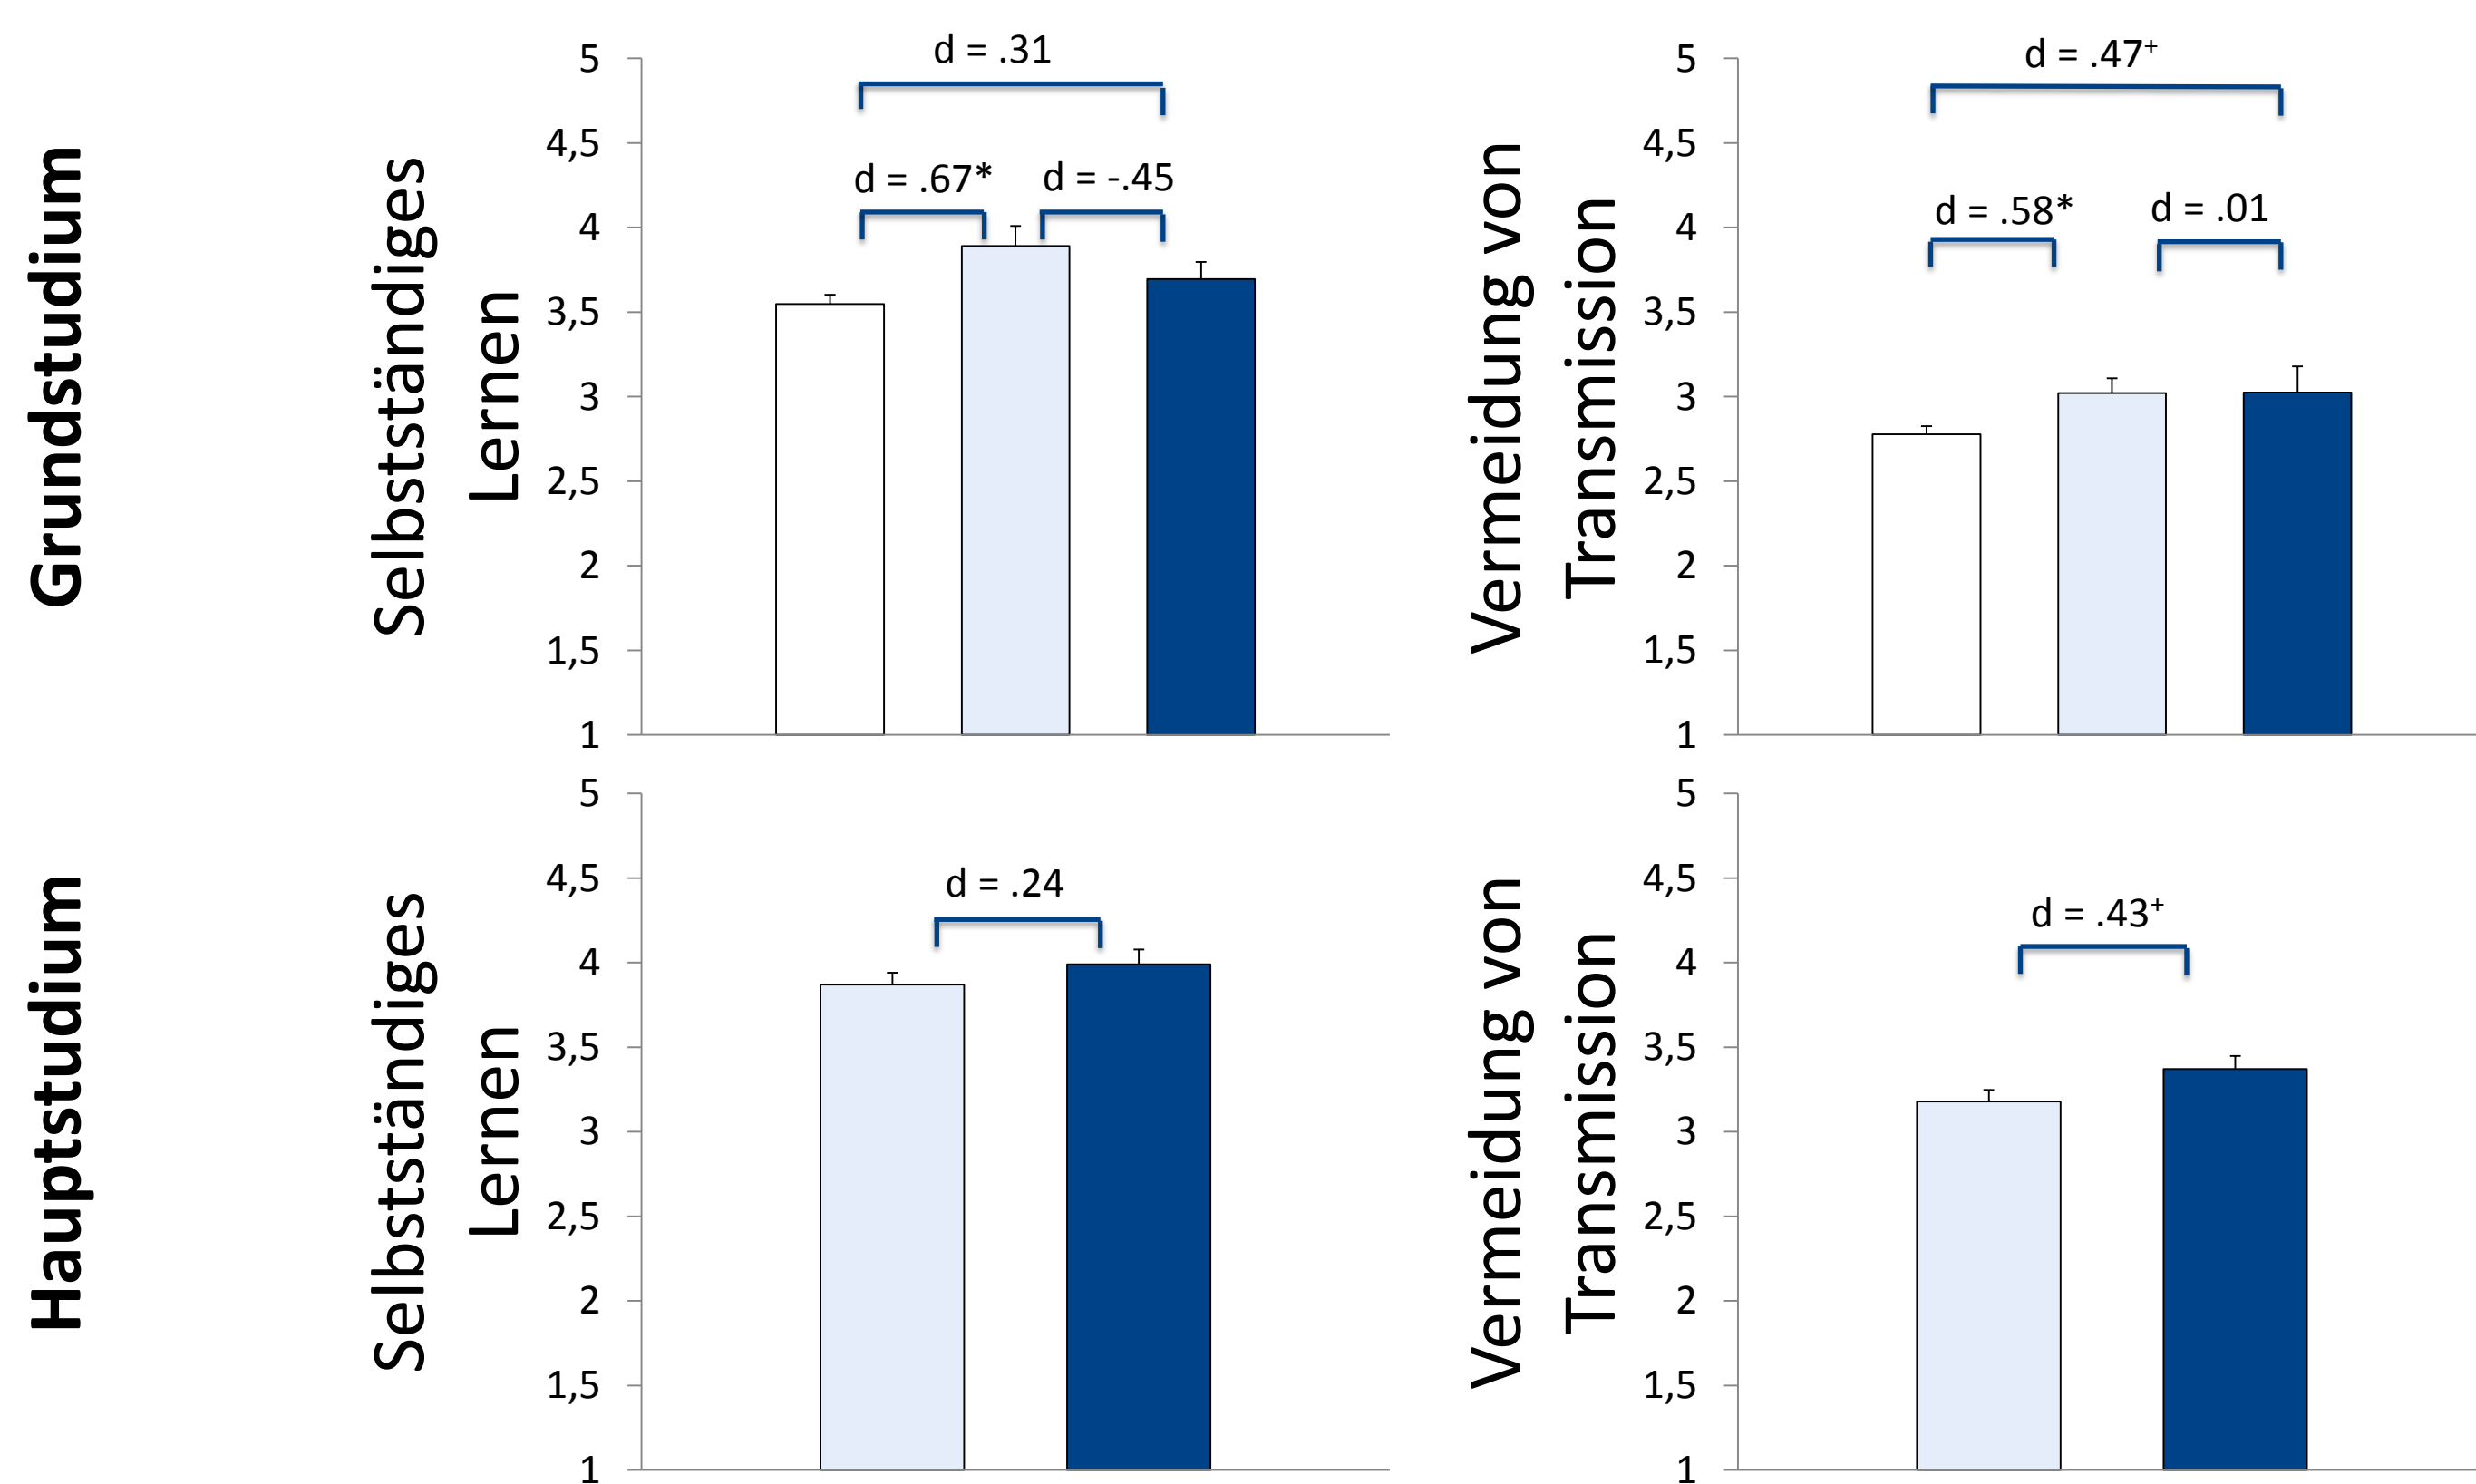 Grundstudium
Selbstständiges
Lernen
5
4,5
4
3,5
3
2,5
2
1,5
1
d = .31
d = .67*
d = -.45
Vermeidung von
Transmission
5
4,5
4
3,5
3
2,5
2
1,5
1
d = .47⁺
d = .58*
d = .01
Hauptstudium
Selbstständiges
Lernen
5
4,5
4
3,5
3
2,5
2
1,5
1
d = .24
Vermeidung von
Transmission
5
4,5
4
3,5
3
2,5
2
1,5
1
d = .43⁺